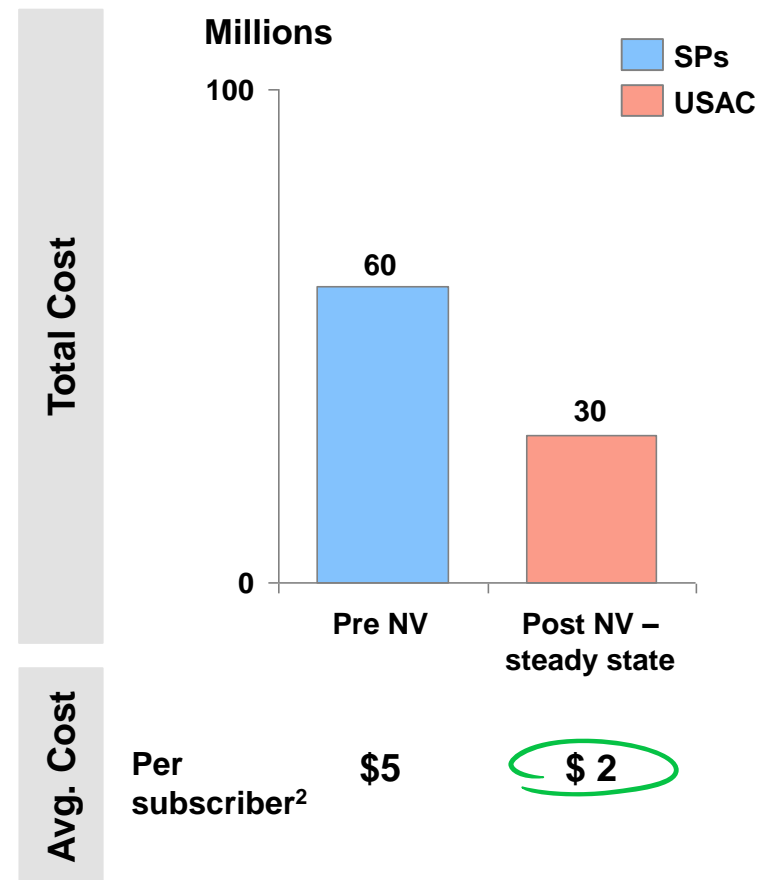 Millions
SPs
USAC
100
60
30
0
Total Cost
Pre NV
Post NV –
steady state
Avg. Cost
Per
subscriber²
$5
$ 2